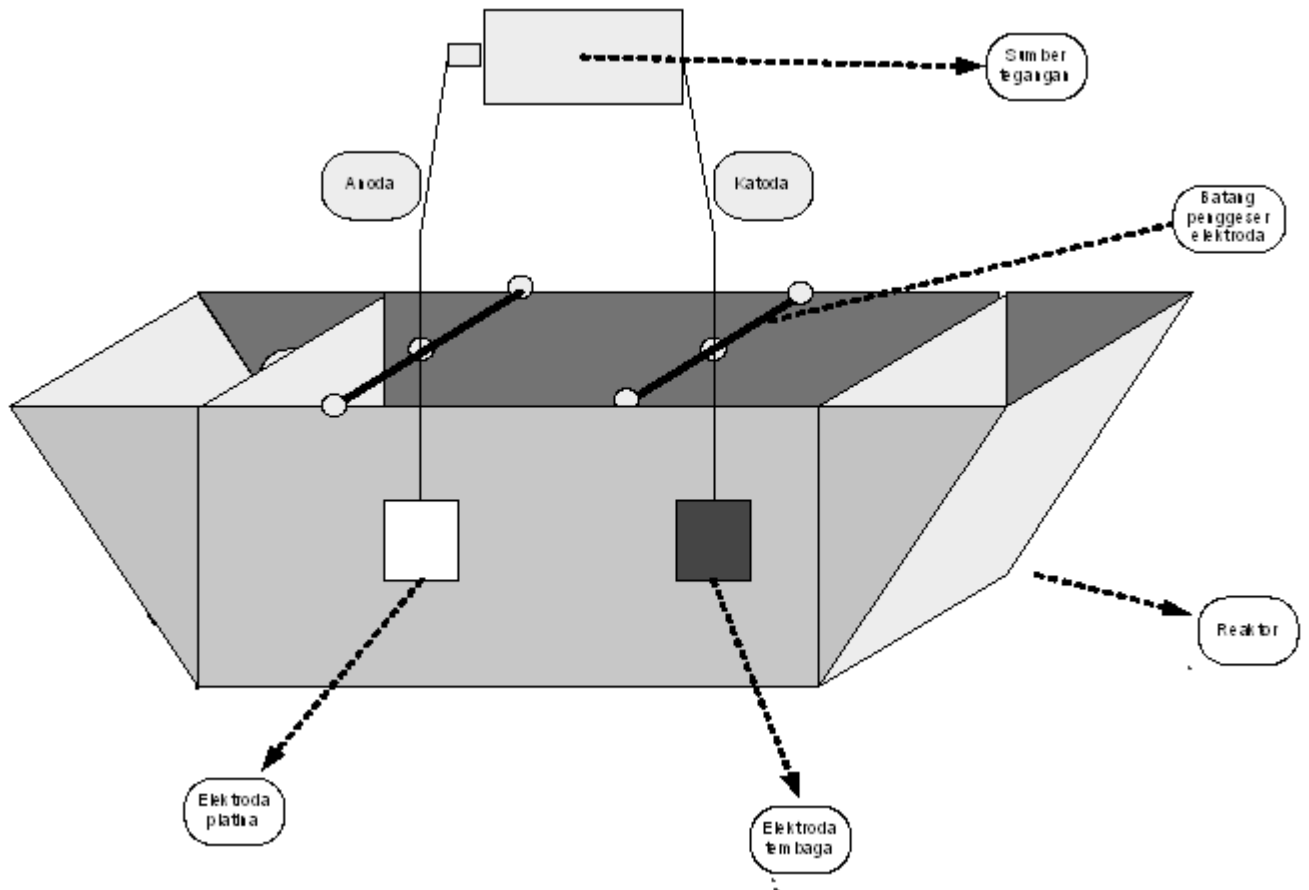 Sumber
tegangan
Anoda
Katoda
Batang
penggeser
elektroda
Reaktor
Elektroda
platina
Elektroda
tembaga